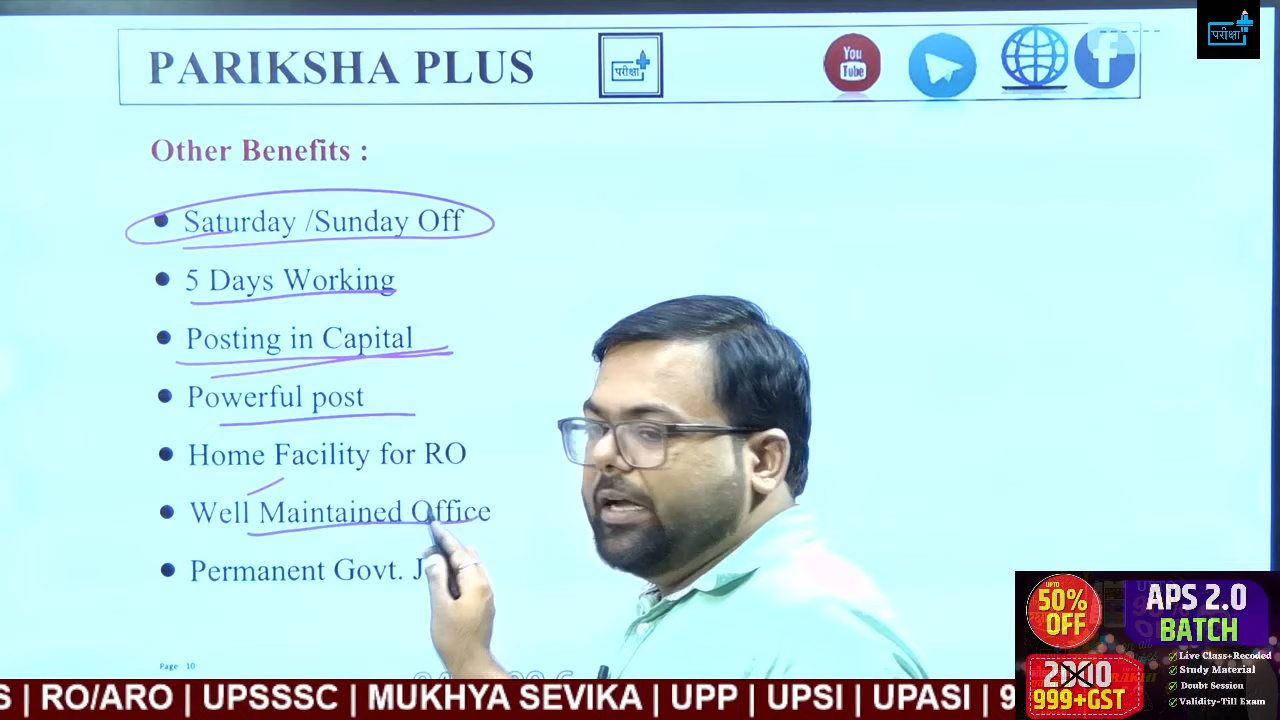 PARIKSHA PLUS
परीक्षा
You
Tube
परीक्षा
Other Benefits :
Saturday /Sunday Off
5 Days Working
Posting in Capital
Powerful post
Home Facility for RO
Well Maintained Office
Permanent Govt.
Page 10
UPTO
50%
OFF
APS 2.0
BATCH
999+GST
Live Class+Recoded
Study Material
Doubt Session
Validity-Till Exam
S | RO/ARO | UPSSSC MUKHYA SEVIKA | UPP | UPSI | UPASI | 9